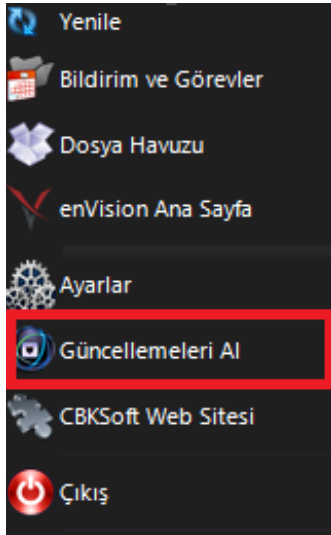 Yenile
Bildirim ve Görevler
Dosya Havuzu
enVision Ana Sayfa
Ayarlar
Güncellemeleri Al
CBKSoft Web Sitesi
Çıkış